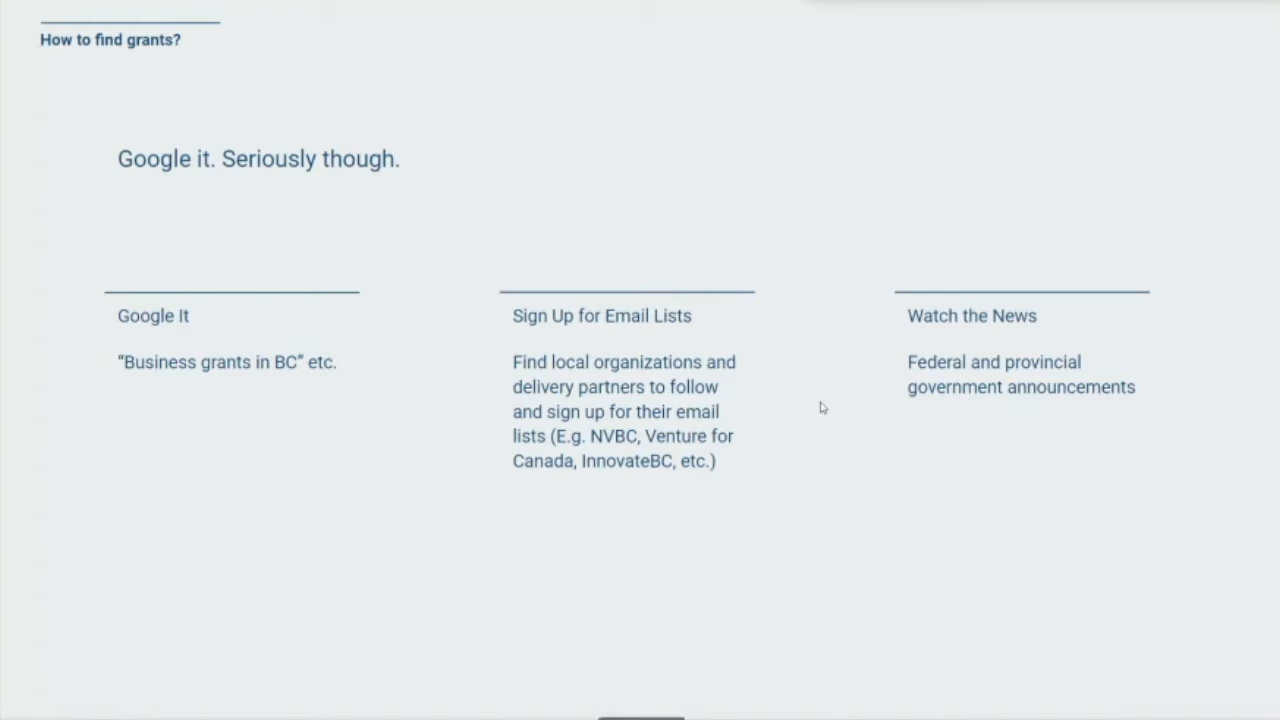 How to find grants?
Google it. Seriously though.
Google It
“Business grants in BC” etc.
Sign Up for Email Lists
Find local organizations and
delivery partners to follow
and sign up for their email
lists (E.g. NVBC, Venture for
Canada, InnovateBC, etc.)
Watch the News
Federal and provincial
government announcements